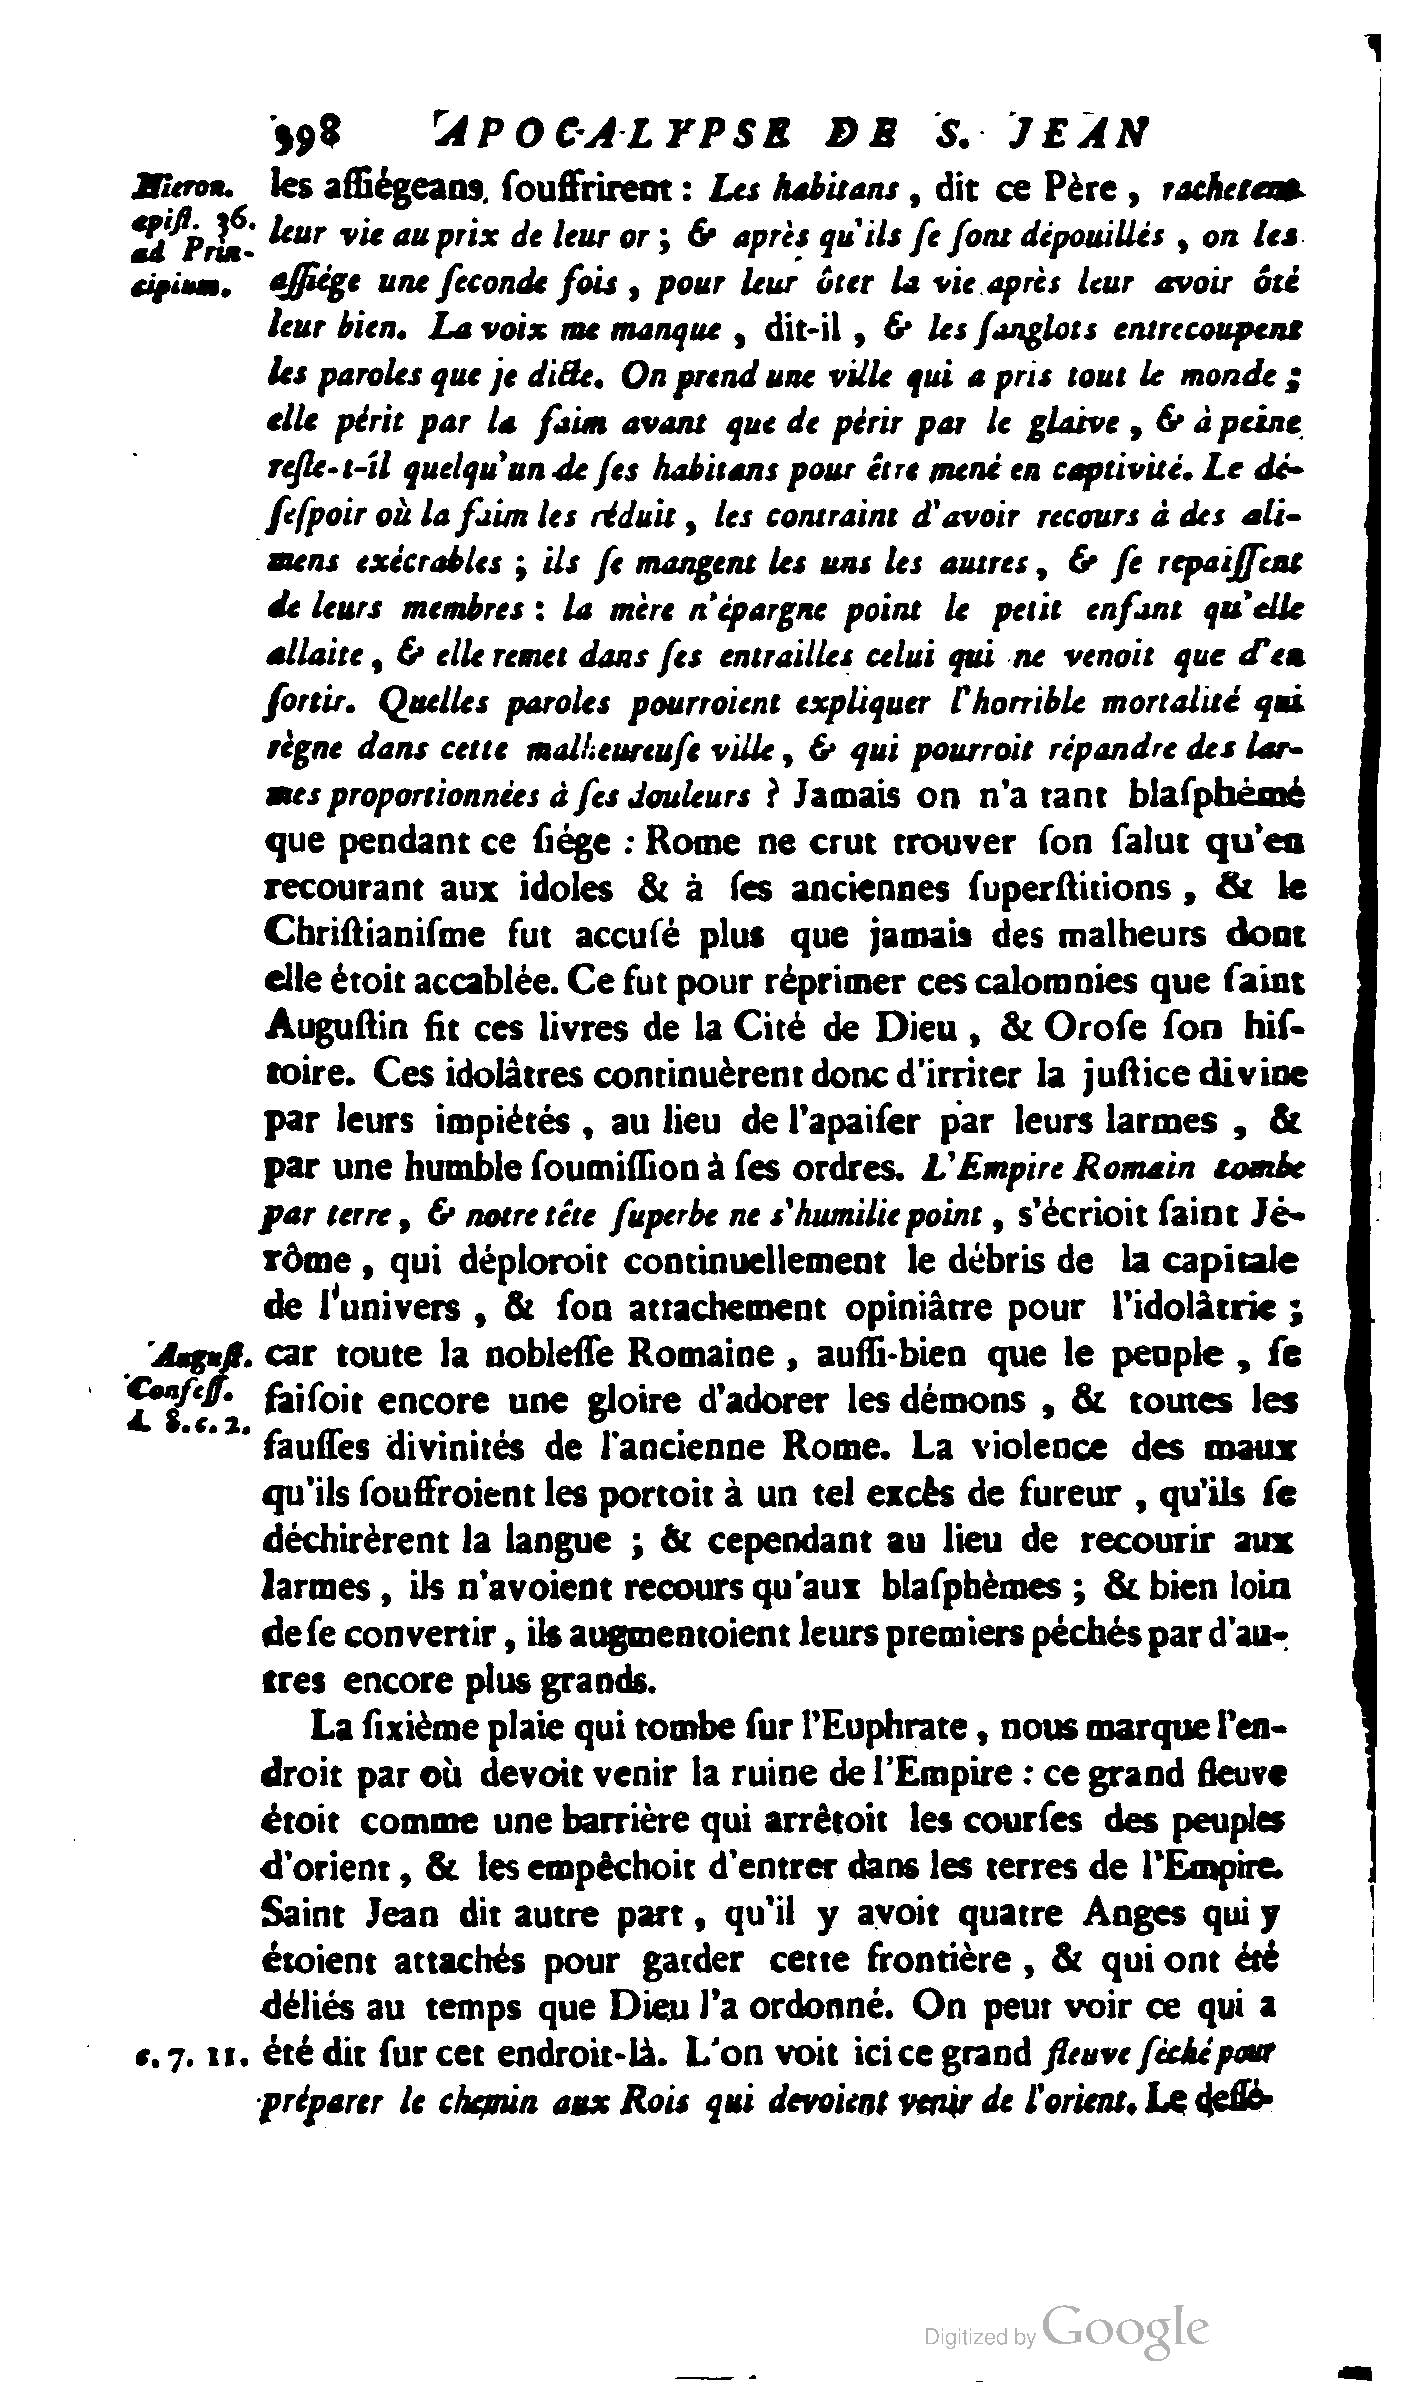 398 APOCALYPSE DE S. JEAN
Hieron. epist. 36. ad Principium.
les aſſiégeans ſouffrirent : Les habitans , dit ce Père , rachetent
leur vie au prix de leur or ; & après qu'ils ſe ſont dépouillés , on les
aſſiége une ſeconde fois , pour leur ôter la vie après leur avoir ôté
leur bien. La voix me manque , dit-il , & les ſanglots entrecoupent
les paroles que je dicte. On prend une ville qui a pris tout le monde ;
elle périt par la faim avant que de périr par le glaive , & à peine
reſte-t-il quelqu'un de ſes habitans pour être mené en captivité. Le dé-
ſeſpoir où la faim les réduit , les contraint d'avoir recours à des ali-
mens exécrables ; ils ſe mangent les uns les autres , & ſe repaiſſent
de leurs membres : la mère n'épargne point le petit enfant qu'elle
allaite , & elle remet dans ſes entrailles celui qui ne venoit que d'en
ſortir. Quelles paroles pourroient expliquer l'horrible mortalité qui
règne dans cette malheureuſe ville , & qui pourroit répandre des lar-
mes proportionnées à ſes douleurs ? Jamais on n'a tant blaſphémé
que pendant ce ſiége : Rome ne crut trouver ſon ſalut qu'en
recourant aux idoles & à ſes anciennes ſuperſtitions , & le
Chriſtianiſme fut accuſé plus que jamais des malheurs dont
elle étoit accablée. Ce fut pour réprimer ces calomnies que ſaint
Auguſtin fit ces livres de la Cité de Dieu , & Oroſe ſon hiſ-
toire. Ces idolâtres continuèrent donc d'irriter la juſtice divine
par leurs impiétés , au lieu de l'apaiſer par leurs larmes , &
par une humble ſoumiſſion à ſes ordres. L'Empire Romain tombe
par terre , & notre tête ſuperbe ne s'humilie point , s'écrioit ſaint Jé-
rôme , qui déploroit continuellement le débris de la capitale
de l'univers , & ſon attachement opiniâtre pour l'idolâtrie ;
Auguſt. Confeſſ. l. 8. c. 2.
car toute la nobleſſe Romaine , auſſi-bien que le peuple , ſe
faiſoit encore une gloire d'adorer les démons , & toutes les
fauſſes divinités de l'ancienne Rome. La violence des maux
qu'ils ſouffroient les portoit à un tel excès de fureur , qu'ils ſe
déchirèrent la langue ; & cependant au lieu de recourir aux
larmes , ils n'avoient recours qu'aux blaſphèmes ; & bien loin
de ſe convertir , ils augmentoient leurs premiers péchés par d'au-
tres encore plus grands.
La ſixième plaie qui tombe ſur l'Euphrate , nous marque l'en-
droit par où devoit venir la ruine de l'Empire : ce grand fleuve
étoit comme une barrière qui arrêtoit les courſes des peuples
d'orient , & les empêchoit d'entrer dans les terres de l'Empire.
Saint Jean dit autre part , qu'il y avoit quatre Anges qui y
étoient attachés pour garder cette frontière , & qui ont été
déliés au temps que Dieu l'a ordonné. On peut voir ce qui a
c. 7. 11. été dit ſur cet endroit-là. L'on voit ici ce grand fleuve ſéché pour
préparer le chemin aux Rois qui devoient venir de l'orient. Le deſſé-
Digitized by Google